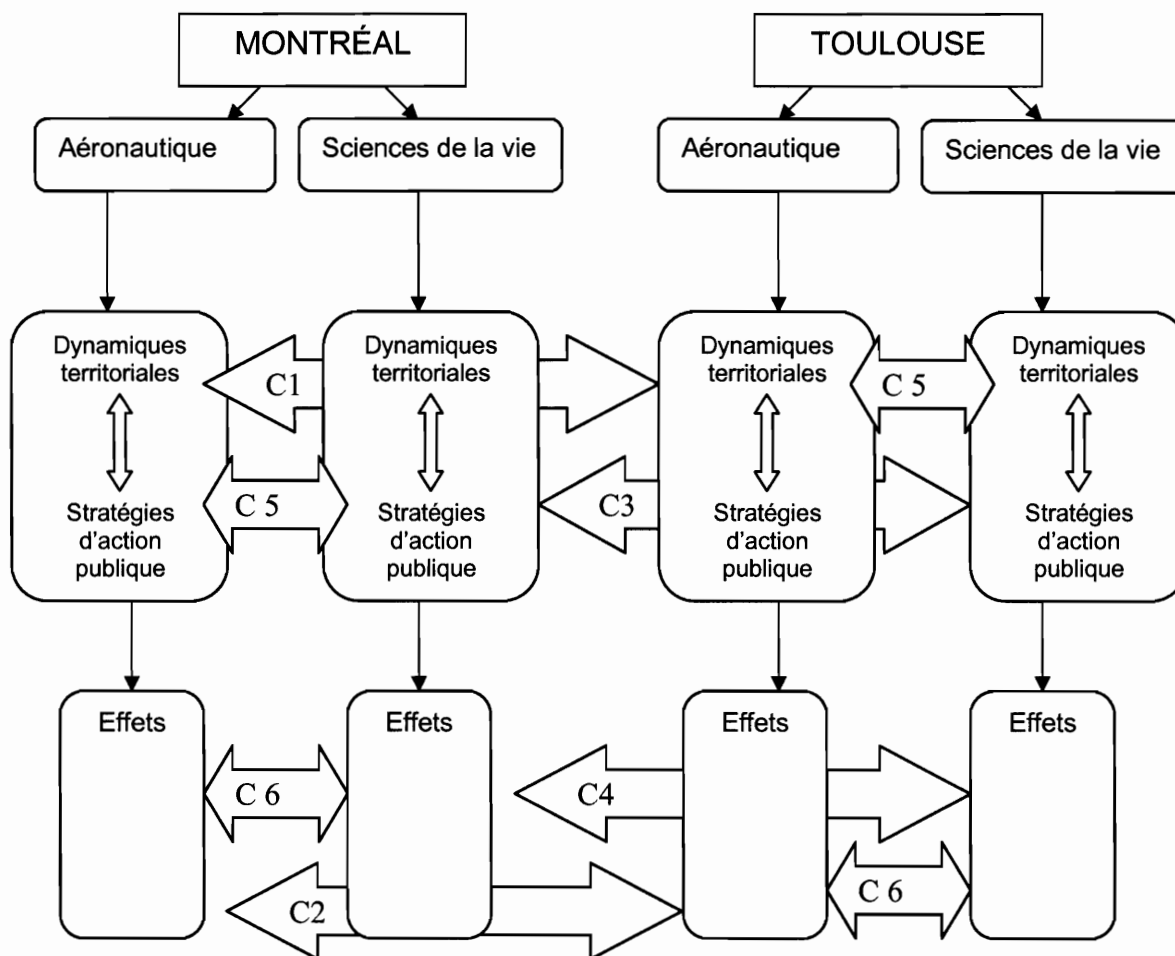 MONTRÉAL
TOULOUSE
Aéronautique
Sciences de la vie
Aéronautique
Sciences de la vie
Dynamiques
territoriales
Stratégies
d'action
publique
Dynamiques
territoriales
Stratégies
d'action
publique
Dynamiques
territoriales
Stratégies
d'action
publique
Dynamiques
territoriales
Stratégies
d'action
publique
C1
C 5
C 5
C3
Effets
Effets
Effets
Effets
C 6
C4
C2
C 6